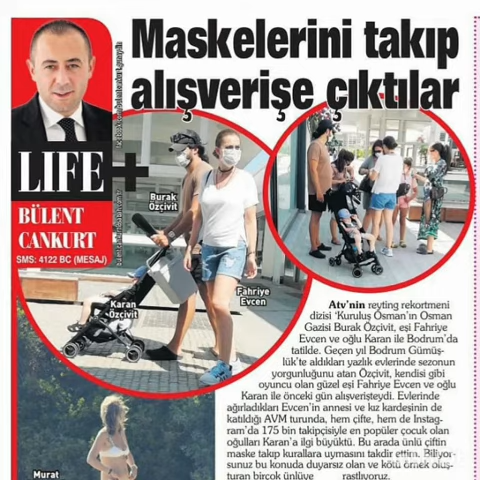 Maskelerini takıp
alışverişe çıktılar
LIFE+
BÜLENT
CANKURT
SMS: 4122 BC (MESAJ)
Burak
Özçivit
Karan
Özçivit
Fahriye
Evcen
Murat
Atv'nin reyting rekortmeni
dizisi 'Kuruluş Osman'ın Osman
Gazisi Burak Özçivit, eşi Fahriye
Evcen ve oğlu Karan ile Bodrum'da
tatilde. Geçen yıl Bodrum Gümüş-
lük'te aldıkları yazlık evlerinde sezonun
yorgunluğunu atan Özçivit, kendisi gibi
oyuncu olan güzel eşi Fahriye Evcen ve oğlu
Karan ile önceki gün alışverişteydi. Evlerinde
ağırladıkları Evcen'in annesi ve kız kardeşinin de
katıldığı AVM turunda, hem çifte, hem de Instag-
ram'da 175 bin takipçisiyle en popüler çocuk olan
oğulları Karan'a ilgi büyüktü. Bu arada ünlü çiftin
maske takıp kurallara uymasını takdir ettim. Biliyor-
sunuz bu konuda duyarsız olan ve kötü örnek oluş-
turan birçok ünlüye rastlıyoruz.